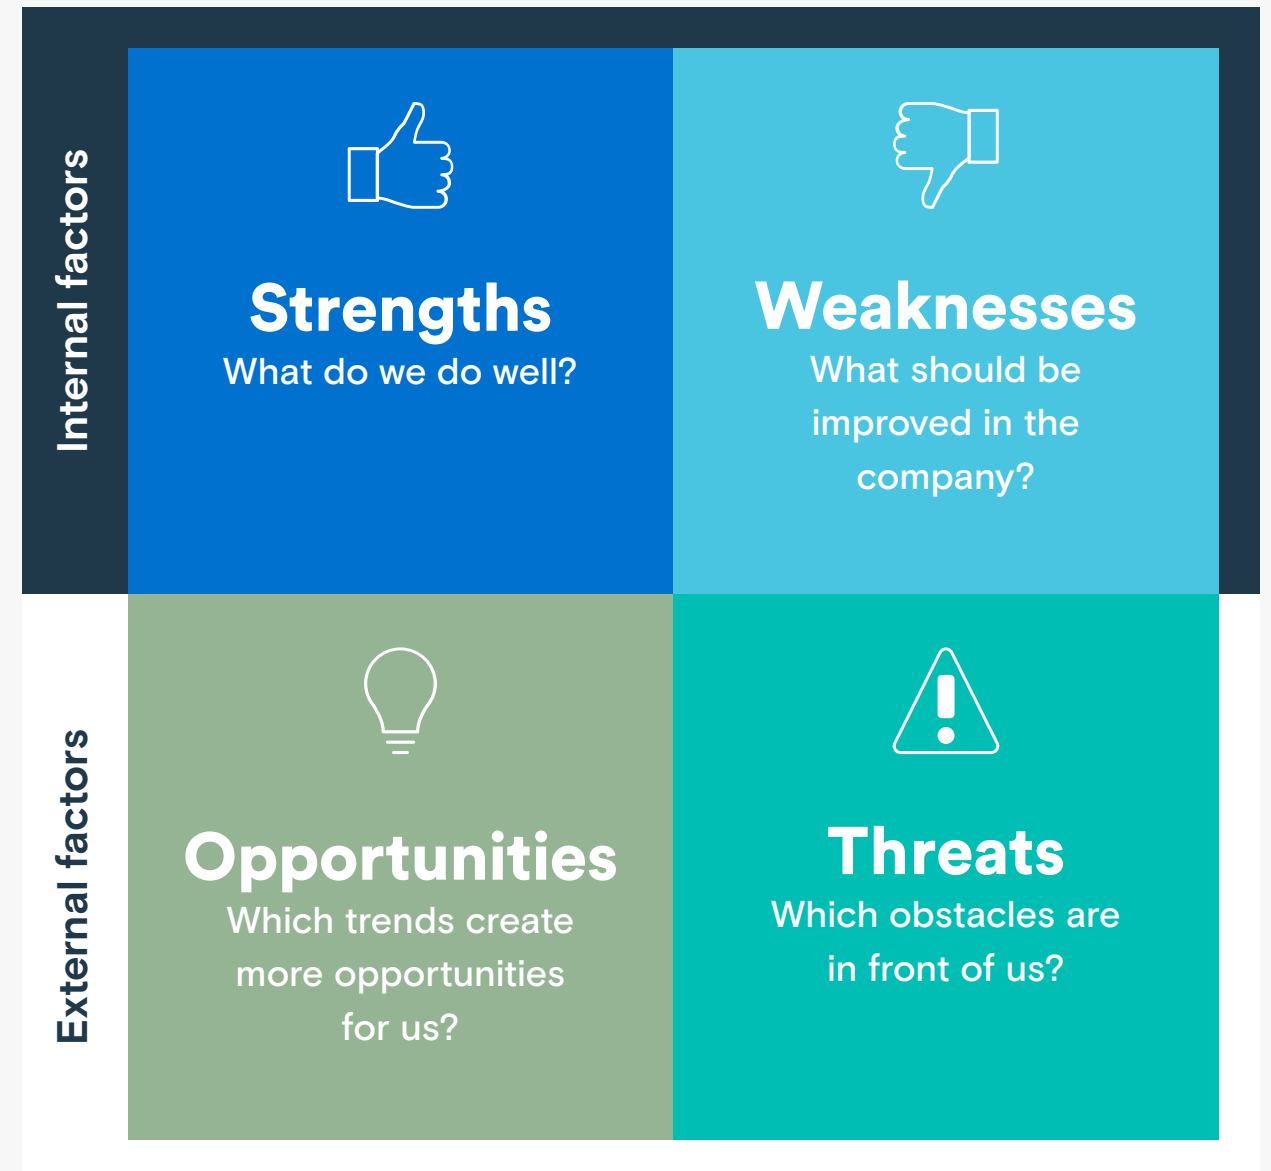 Internal factors
Strengths
What do we do well?
Weaknesses
What should be
improved in the
company?
External factors
Opportunities
Which trends create
more opportunities
for us?
Threats
Which obstacles are
in front of us?